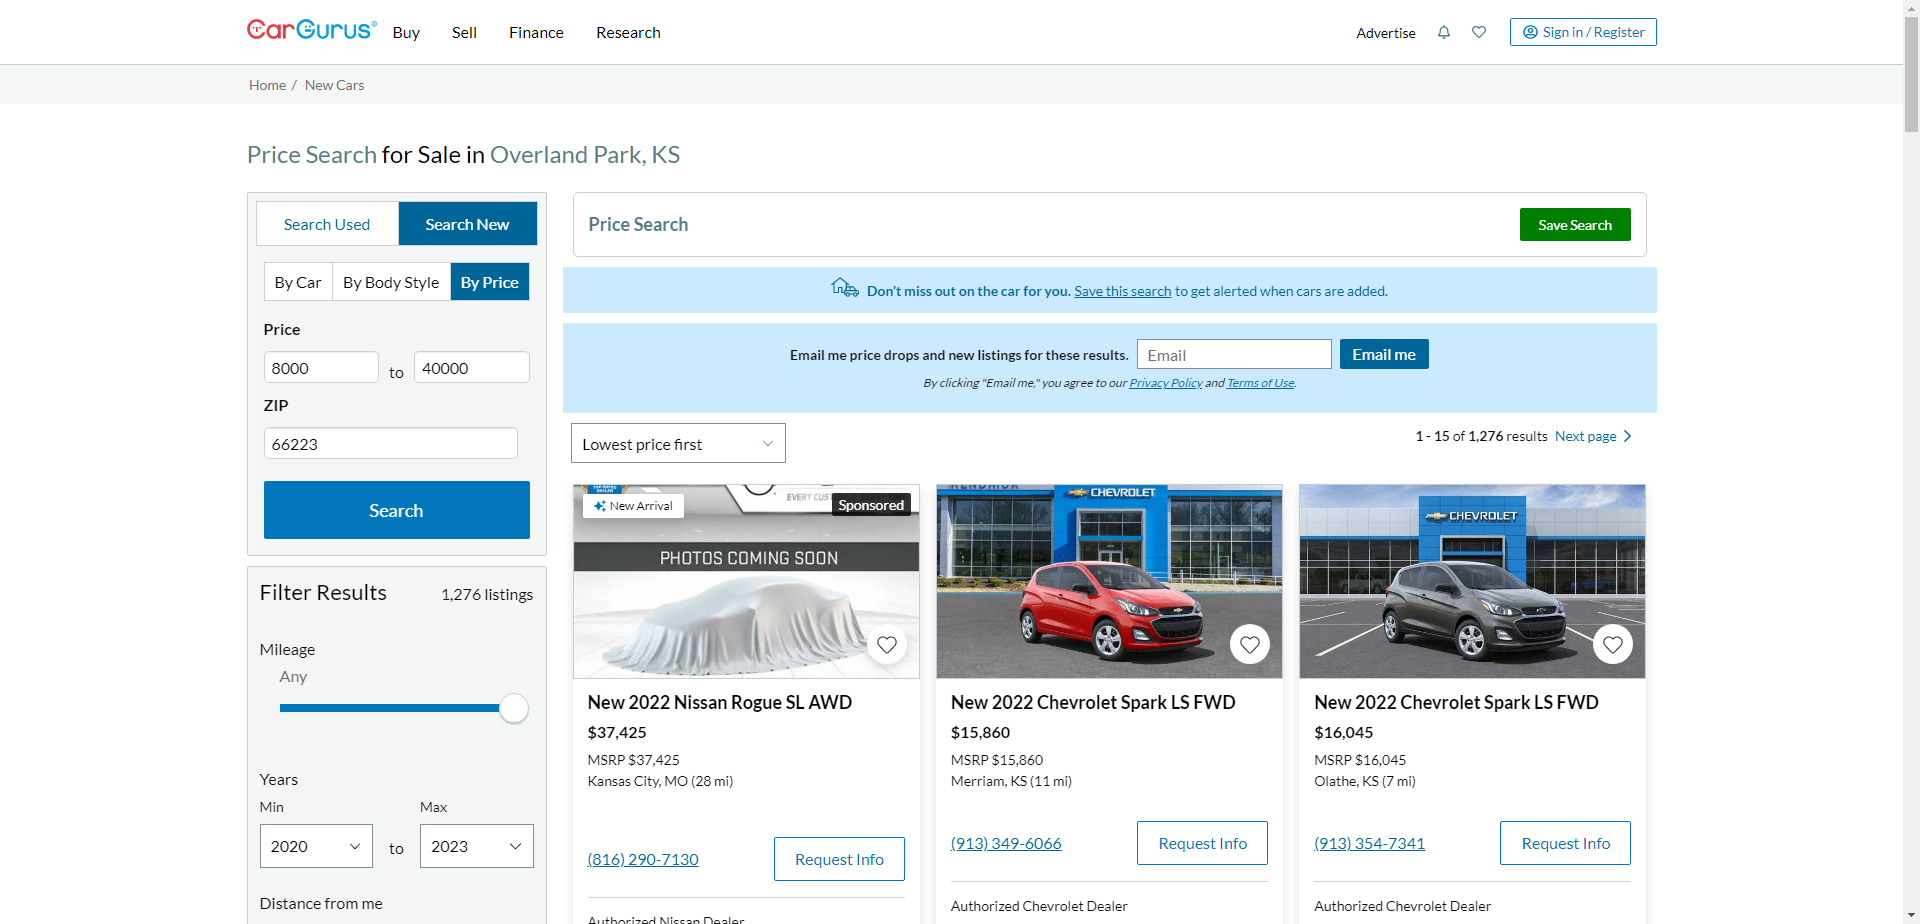 CarGurus®
Buy
Sell
Finance
Research
Advertise
Sign in / Register
Home / New Cars
Price Search for Sale in Overland Park, KS
Search Used
Search New
By Car
By Body Style
By Price
Price
8000 to 40000
ZIP
66223
Search
Filter Results
1,276 listings
Mileage
Any
Years
Min
Max
2020 to 2023
Distance from me
Price Search
Save Search
Don't miss out on the car for you. Save this search to get alerted when cars are added.
Email me price drops and new listings for these results.
Email
Email me
By clicking "Email me," you agree to our Privacy Policy and Terms of Use.
Lowest price first
1 - 15 of 1,276 results Next page
New Arrival
EVERY
Sponsored
PHOTOS COMING SOON
New 2022 Nissan Rogue SL AWD
$37,425
MSRP $37,425
Kansas City, MO (28 mi)
(816) 290-7130
Request Info
Authorized Nissan Dealer
CHEVROLET
New 2022 Chevrolet Spark LS FWD
$15,860
MSRP $15,860
Merriam, KS (11 mi)
(913) 349-6066
Request Info
Authorized Chevrolet Dealer
CHEVROLET
New 2022 Chevrolet Spark LS FWD
$16,045
MSRP $16,045
Olathe, KS (7 mi)
(913) 354-7341
Request Info
Authorized Chevrolet Dealer